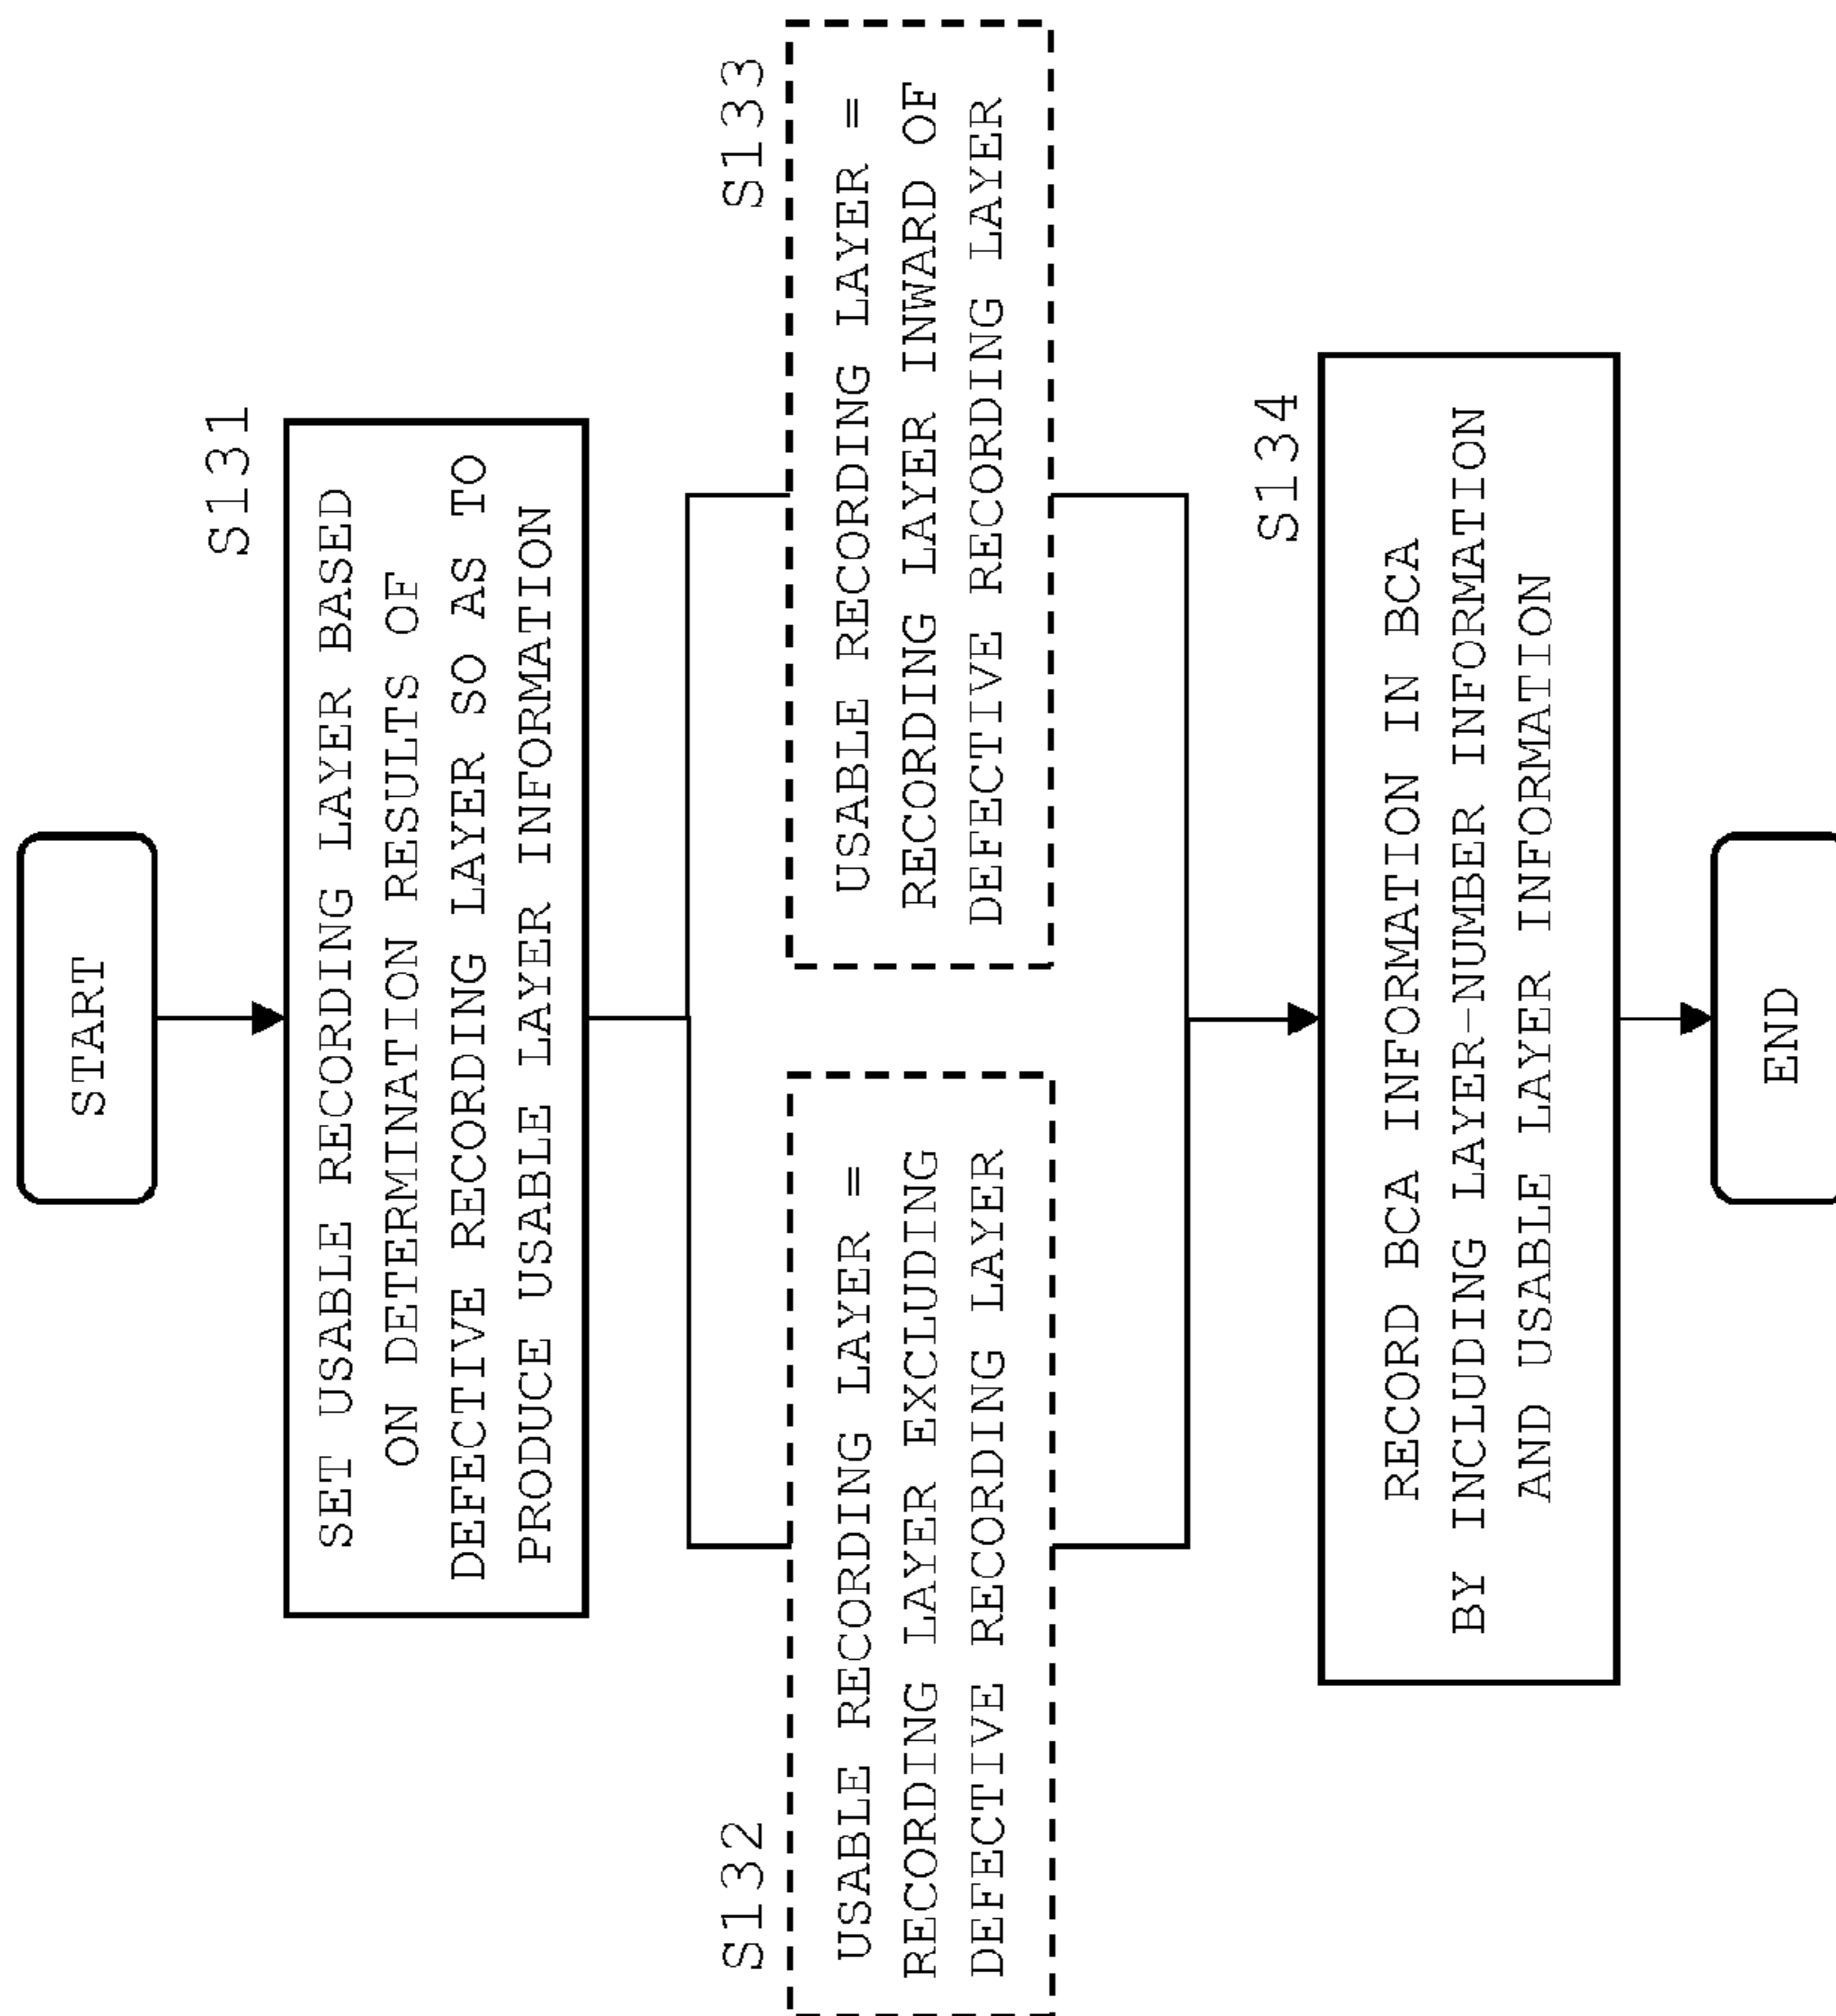 START
S131
SET USABLE RECORDING LAYER BASED
ON DETERMINATION RESULTS OF
DEFECTIVE RECORDING LAYER SO AS TO
PRODUCE USABLE LAYER INFORMATION
S132
USABLE RECORDING LAYER =
RECORDING LAYER EXCLUDING
DEFECTIVE RECORDING LAYER
S133
USABLE RECORDING LAYER =
RECORDING LAYER INWARD OF
DEFECTIVE RECORDING LAYER
S134
RECORD BCA INFORMATION IN BCA
BY INCLUDING LAYER-NUMBER INFORMATION
AND USABLE LAYER INFORMATION
END